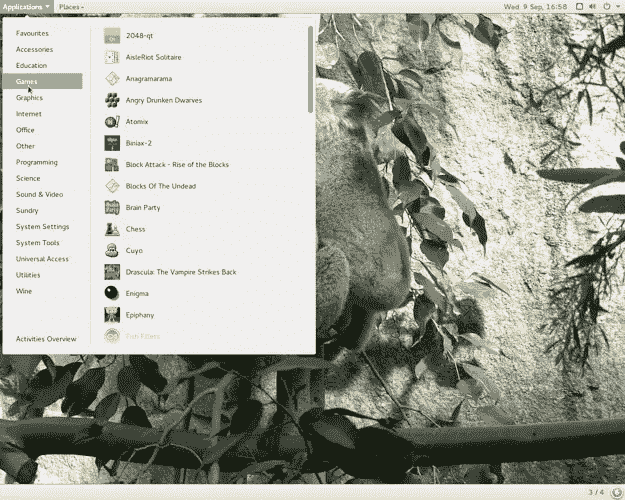 Applications Places Wed 9 Sep, 16:58
Favourites
Accessories
Education
Games
Graphics
Internet
Office
Other
Programming
Science
Sound & Video
Sundry
System Settings
System Tools
Universal Access
Utilities
Wine
Activities Overview
2048-qt
AisleRiot Solitaire
Anagramarama
Angry Drunken Dwarves
Atomix
Biniax-2
Block Attack - Rise of the Blocks
Blocks Of The Undead
Brain Party
Chess
Cuyo
Drascula: The Vampire Strikes Back
Enigma
Epiphany
Fish Fillets
3 / 4